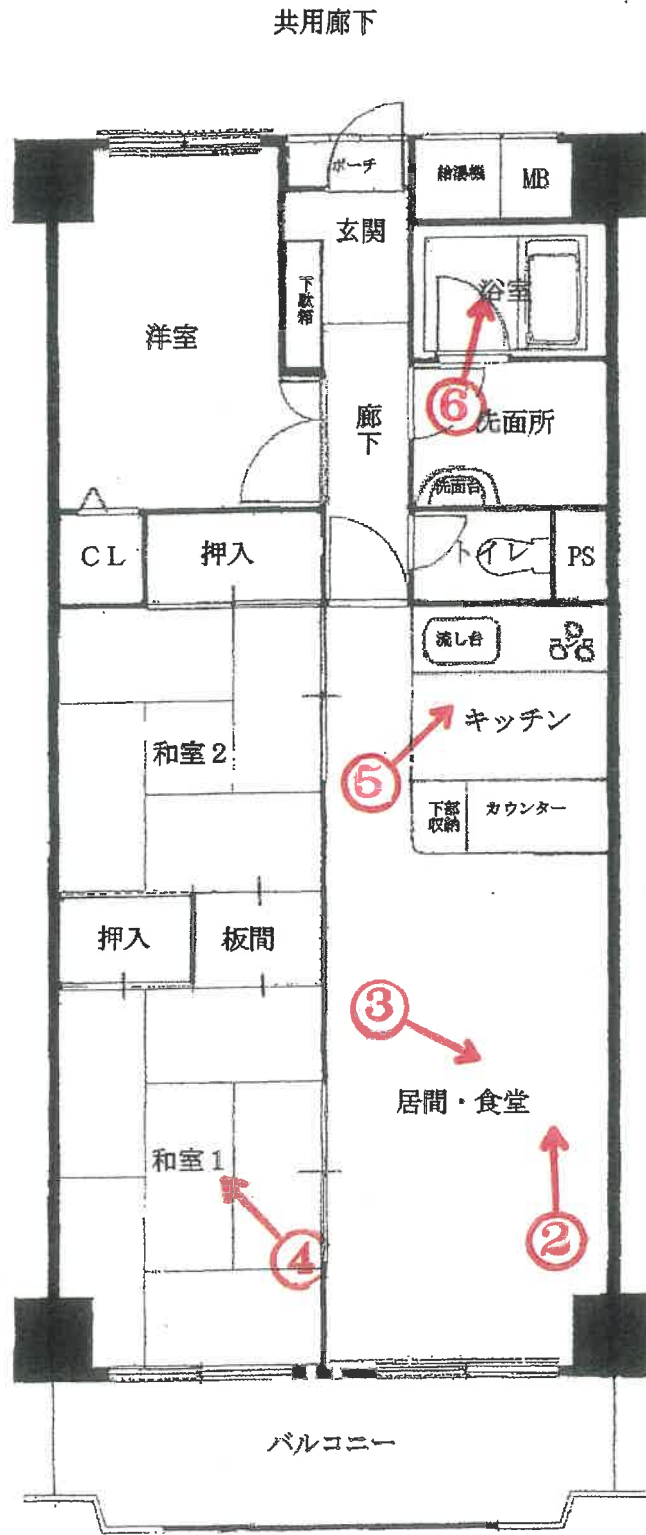 共用廊下
ポーチ
給湯機
MB
玄関
下駄箱
浴室
洋室
⑥
廊下
洗面所
洗面台
CL
押入
トイレ
PS
流し台
和室2
キッチン
⑤
下部収納
カウンター
押入
板間
③
居間・食堂
和室1
②
④
バルコニー